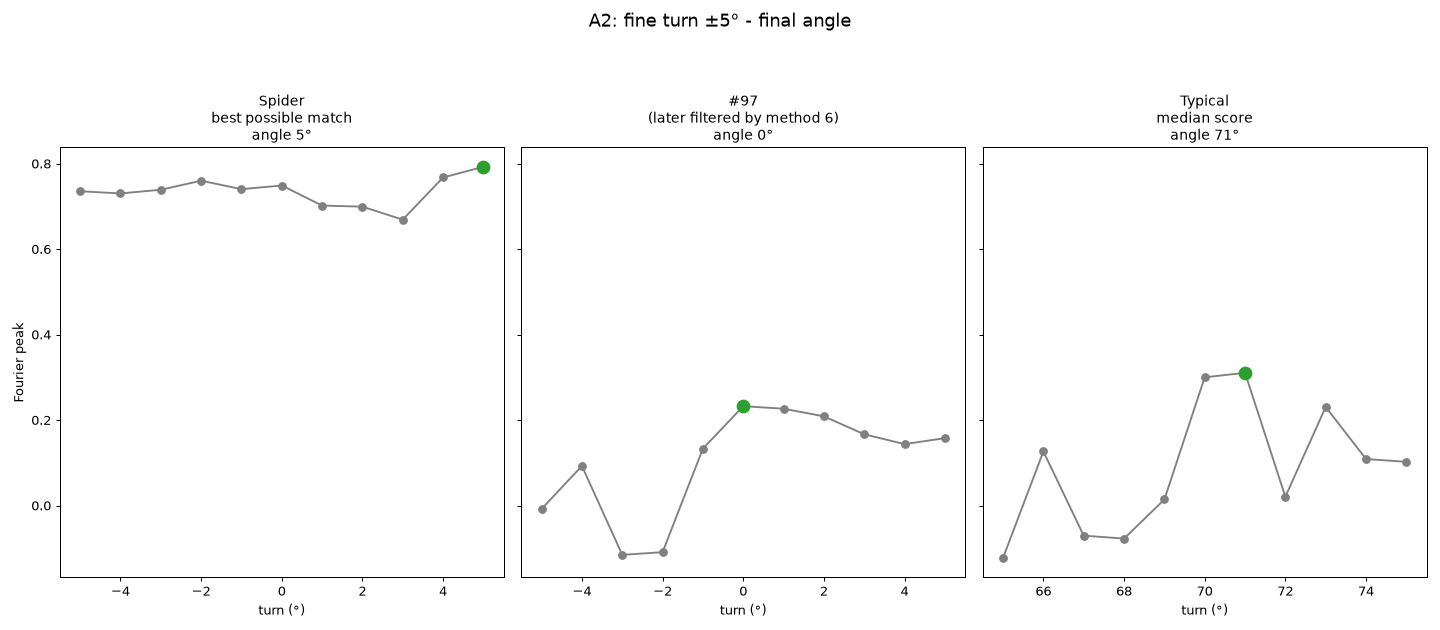 A2: fine turn ±5° - final angle
Spider
best possible match
angle 5°
#97
(later filtered by method 6)
angle 0°
Typical
median score
angle 71°
Fourier peak
0.8
0.6
0.4
0.2
0.0
−4 −2 0 2 4
turn (°)
−4 −2 0 2 4
turn (°)
66 68 70 72 74
turn (°)